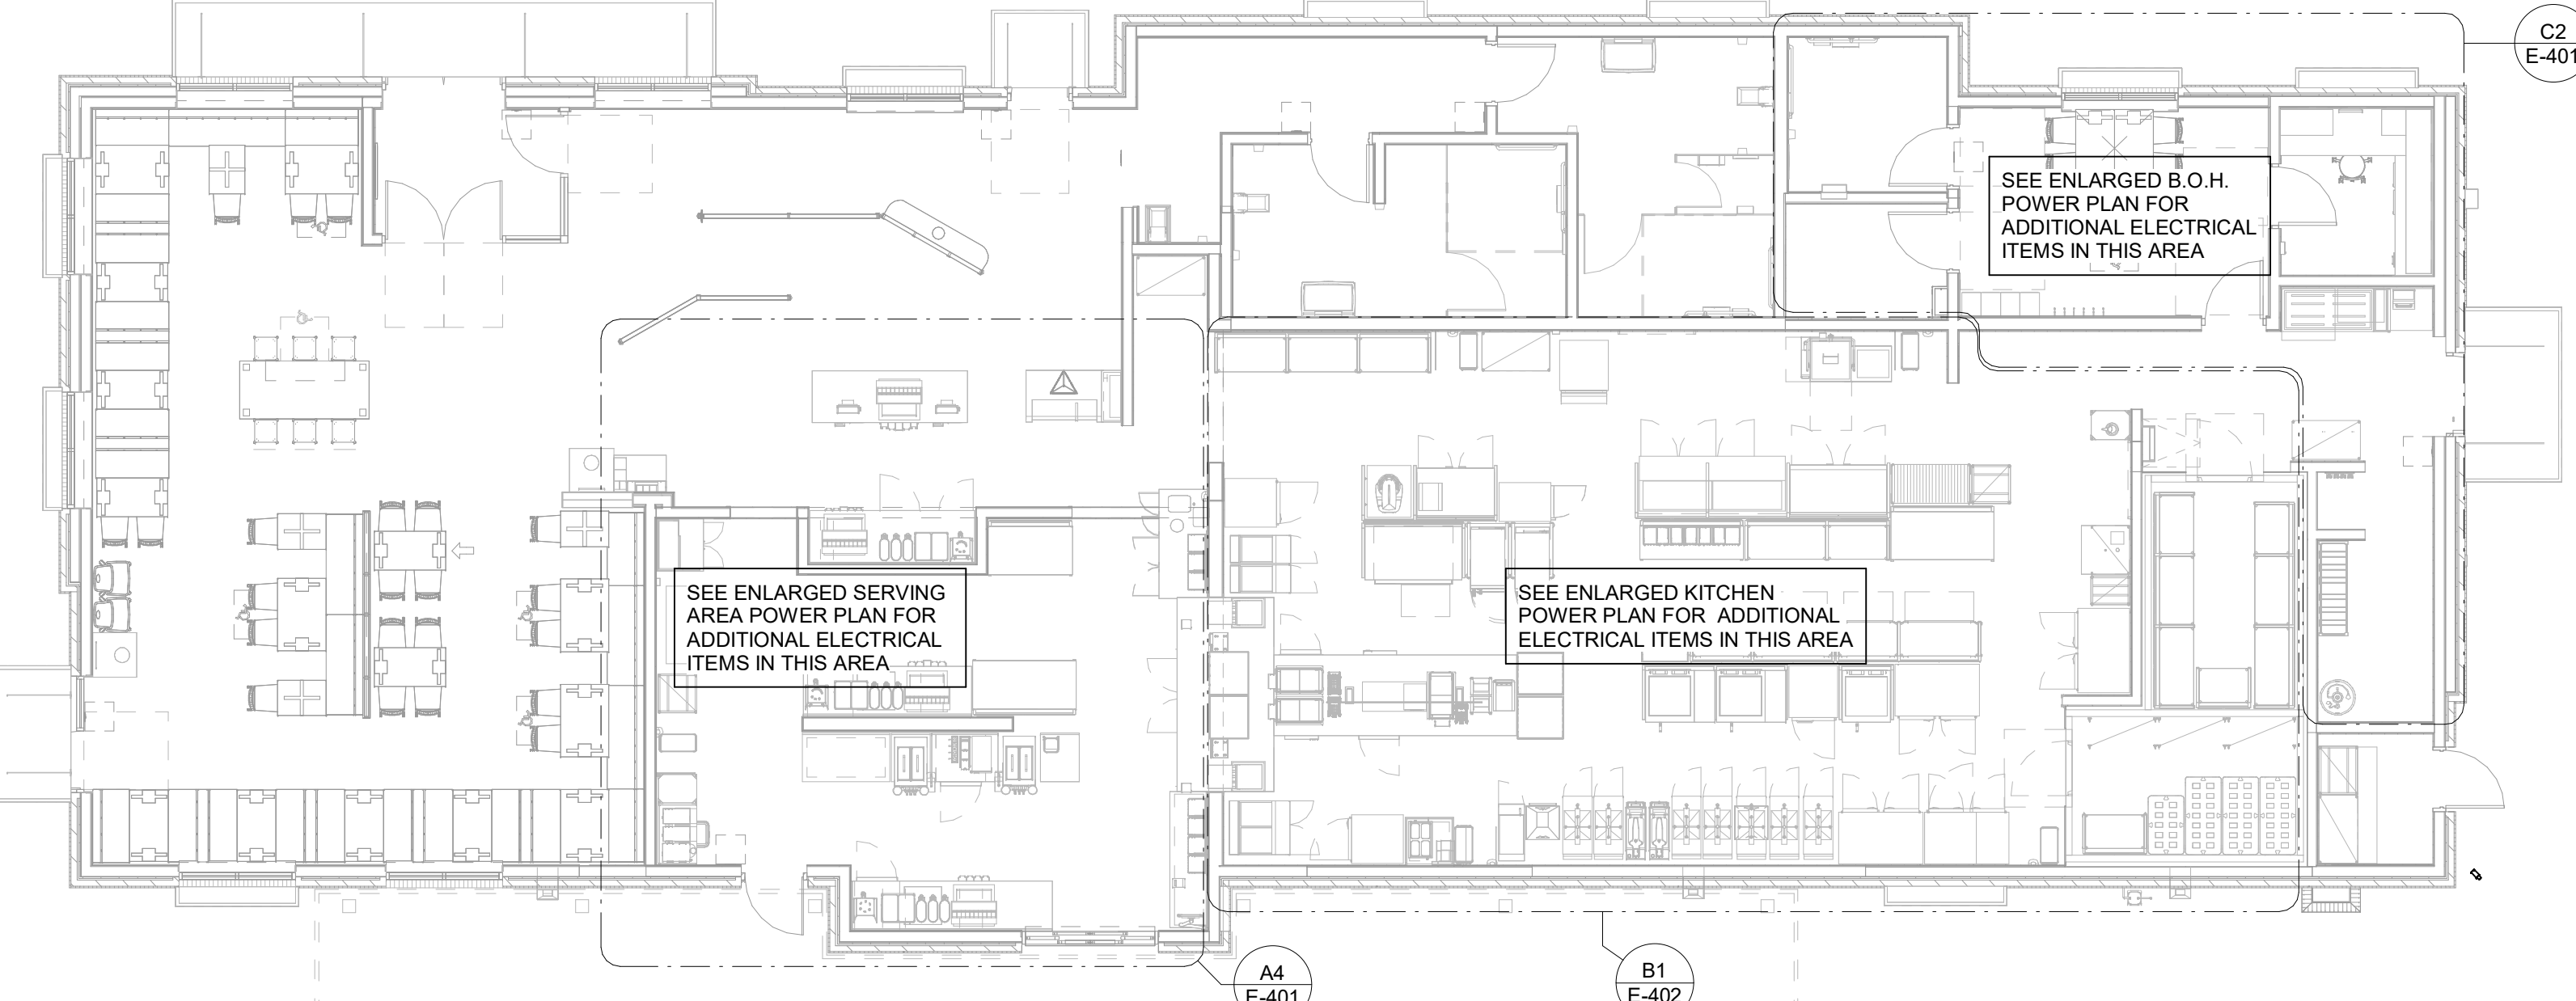 C2
E-401
SEE ENLARGED B.O.H.
POWER PLAN FOR
ADDITIONAL ELECTRICAL
ITEMS IN THIS AREA
SEE ENLARGED SERVING
AREA POWER PLAN FOR
ADDITIONAL ELECTRICAL
ITEMS IN THIS AREA
SEE ENLARGED KITCHEN
POWER PLAN FOR ADDITIONAL
ELECTRICAL ITEMS IN THIS AREA
A4
E-401
B1
E-402